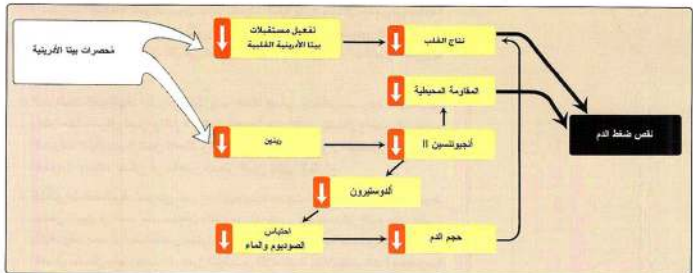 مُحصرات بيتا الأدرينية
تفعيل مستقبلات
بيتا الأدرينية القلبية
نتاج القلب
المقاومة المحيطية
رينين
أنجيوتنسين II
نقص ضغط الدم
ألدوستيرون
احتباس
الصوديوم والماء
حجم الدم